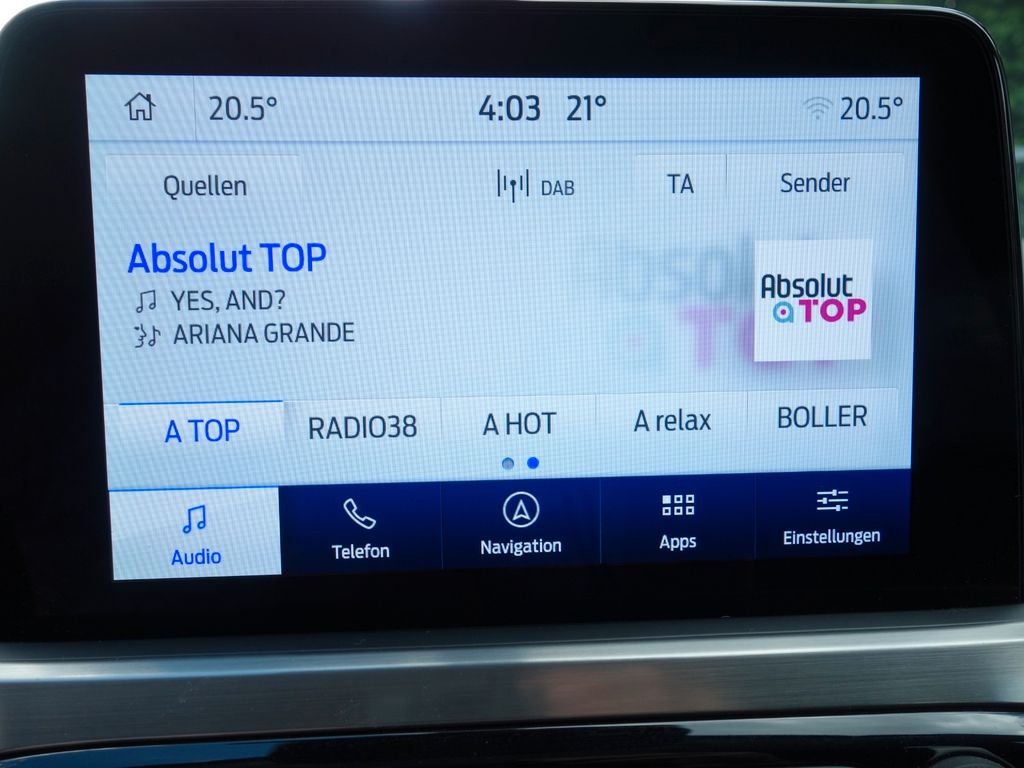 20.5° 4:03 21° 20.5°
Quellen DAB TA Sender
Absolut TOP
YES, AND?
ARIANA GRANDE
Absolut
a TOP
A TOP RADIO38 A HOT A relax BOLLER
Audio Telefon Navigation Apps Einstellungen